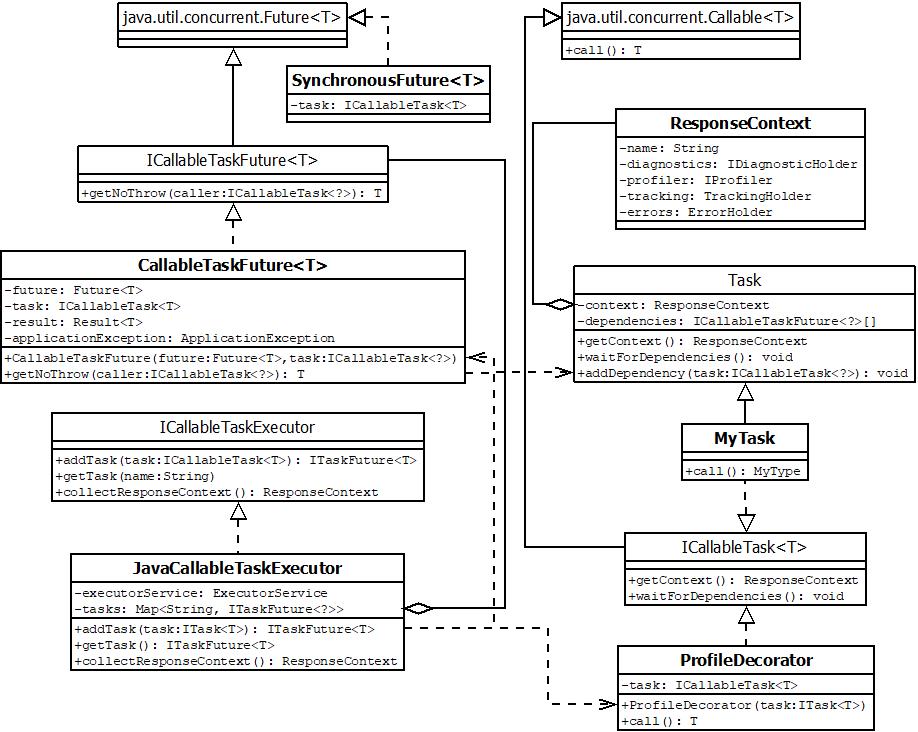 java.util.concurrent.Future<T>
SynchronousFuture<T>
-task: ICallableTask<T>
ICallableTaskFuture<T>
+getNoThrow(caller:ICallableTask<?>): T
CallableTaskFuture<T>
-future: Future<T>
-task: ICallableTask<T>
-result: Result<T>
-applicationException: ApplicationException
+CallableTaskFuture(future:Future<T>,task:ICallableTask<?>)
+getNoThrow(caller:ICallableTask<?>): T
ICallableTaskExecutor
+addTask(task:ICallableTask<T>): ITaskFuture<T>
+getTask(name:String)
+collectResponseContext(): ResponseContext
JavaCallableTaskExecutor
-executorService: ExecutorService
-tasks: Map<String, ITaskFuture<?>>
+addTask(task:ITask<T>): ITaskFuture<T>
+getTask(): ITaskFuture<T>
+collectResponseContext(): ResponseContext
java.util.concurrent.Callable<T>
+call(): T
ResponseContext
-name: String
-diagnostics: IDiagnosticHolder
-profiler: IProfiler
-tracking: TrackingHolder
-errors: ErrorHolder
Task
-context: ResponseContext
-dependencies: ICallableTaskFuture<?>[]
+getContext(): ResponseContext
+waitForDependencies(): void
+addDependency(task:ICallableTask<?>): void
MyTask
+call(): MyType
ICallableTask<T>
+getContext(): ResponseContext
+waitForDependencies(): void
ProfileDecorator
-task: ICallableTask<T>
+ProfileDecorator(task:ITask<T>)
+call(): T